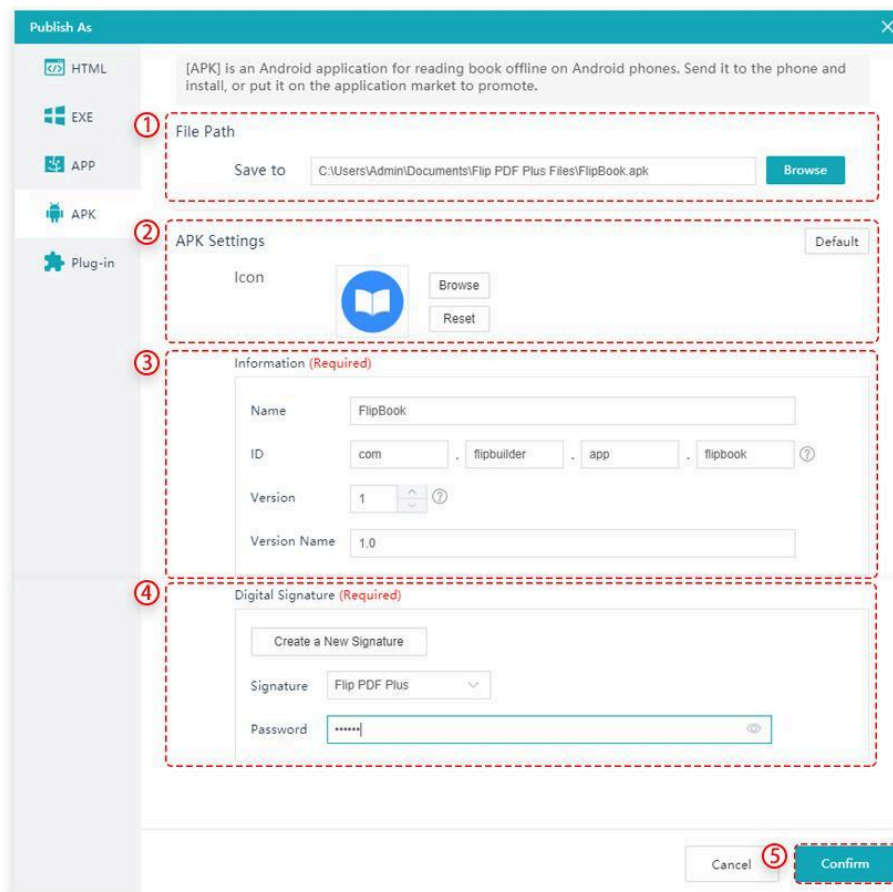 Publish As
HTML
EXE
APP
APK
Plug-in
[APK] is an Android application for reading book offline on Android phones. Send it to the phone and
install, or put it on the application market to promote.
①
File Path
Save to C:\Users\Admin\Documents\Flip PDF Plus Files\FlipBook.apk Browse
②
APK Settings Default
Icon Browse
Reset
③
Information (Required)
Name FlipBook
ID com . flipbuilder . app . flipbook ?
Version 1 ?
Version Name 1.0
④
Digital Signature (Required)
Create a New Signature
Signature Flip PDF Plus
Password ••••••
Cancel ⑤ Confirm